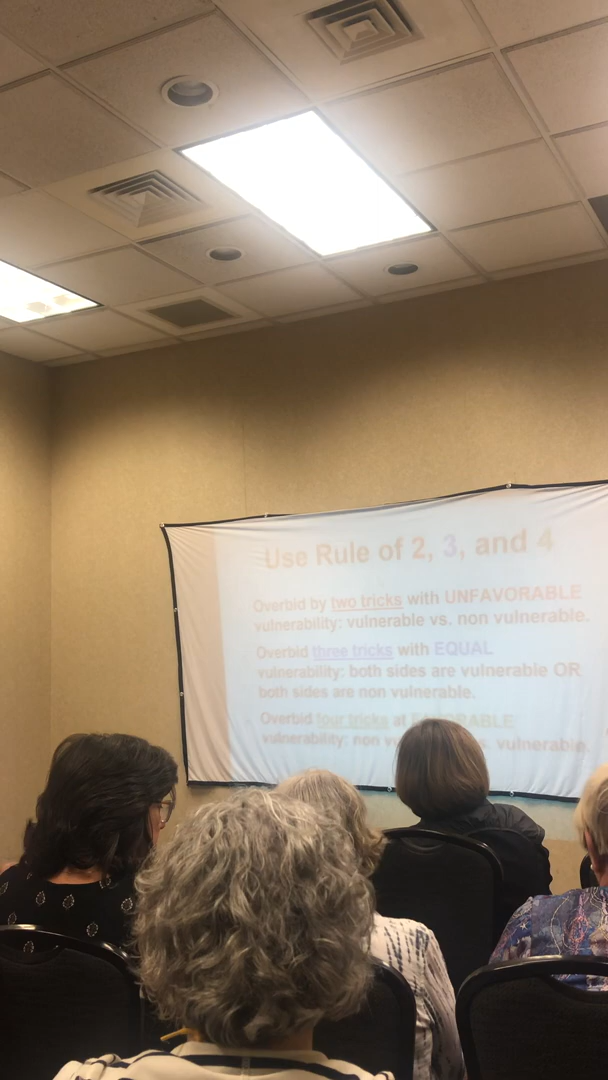 Use Rule of 2, 3, and 4
Overbid by two tricks with UNFAVORABLE
vulnerability: vulnerable vs. non vulnerable.
Overbid three tricks with EQUAL
vulnerability: both sides are vulnerable OR
both sides are non vulnerable.
Overbid four tricks at FAVORABLE
vulnerability: non vs. vulnerable